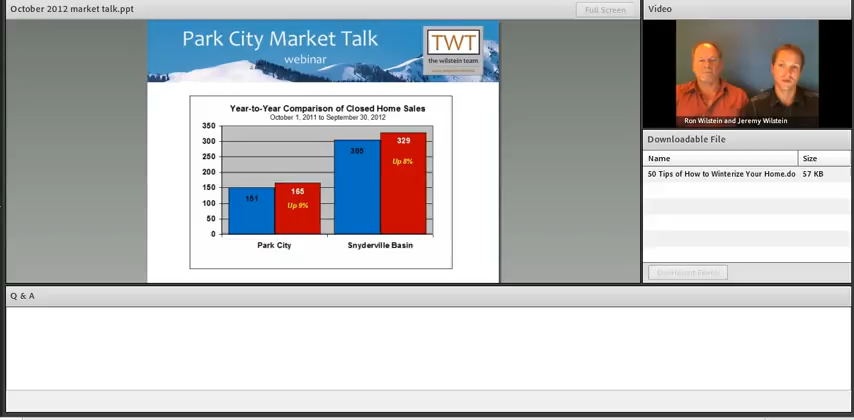 October 2012 market talk.ppt
Full Screen
Video
Park City Market Talk
webinar
TWT
the wilstein team
Ron Wilstein and Jeremy Wilstein
Year-to-Year Comparison of Closed Home Sales
October 1, 2011 to September 30, 2012
350
300
250
200
150
100
50
0
151
165
Up 9%
305
329
Up 8%
Park City
Snyderville Basin
Downloadable File
Name
Size
50 Tips of How to Winterize Your Home.do
57 KB
Q & A